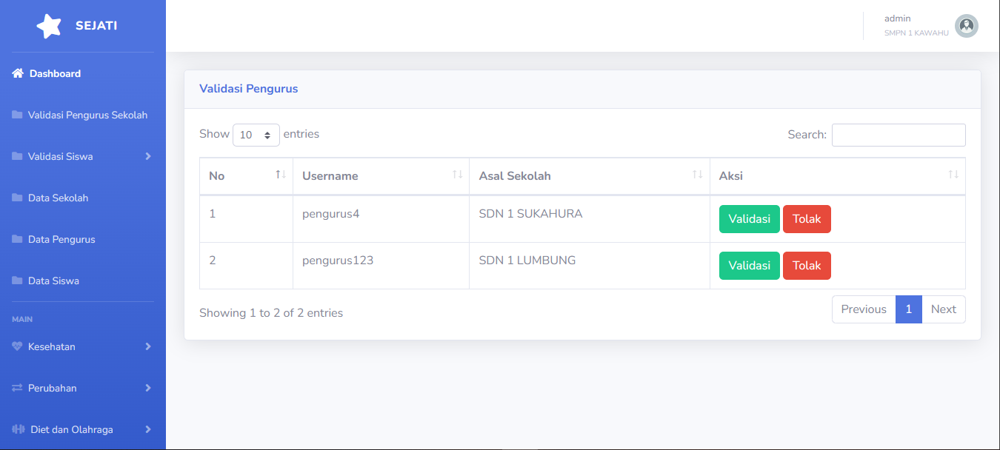 SEJATI
admin
SMPN 1 KAWAHU
Dashboard
Validasi Pengurus Sekolah
Validasi Siswa
Data Sekolah
Data Pengurus
Data Siswa
MAIN
Kesehatan
Perubahan
Diet dan Olahraga
Validasi Pengurus
Show 10 entries
Search:
No Username Asal Sekolah Aksi
1 pengurus4 SDN 1 SUKAHURA Validasi Tolak
2 pengurus123 SDN 1 LUMBUNG Validasi Tolak
Showing 1 to 2 of 2 entries
Previous 1 Next